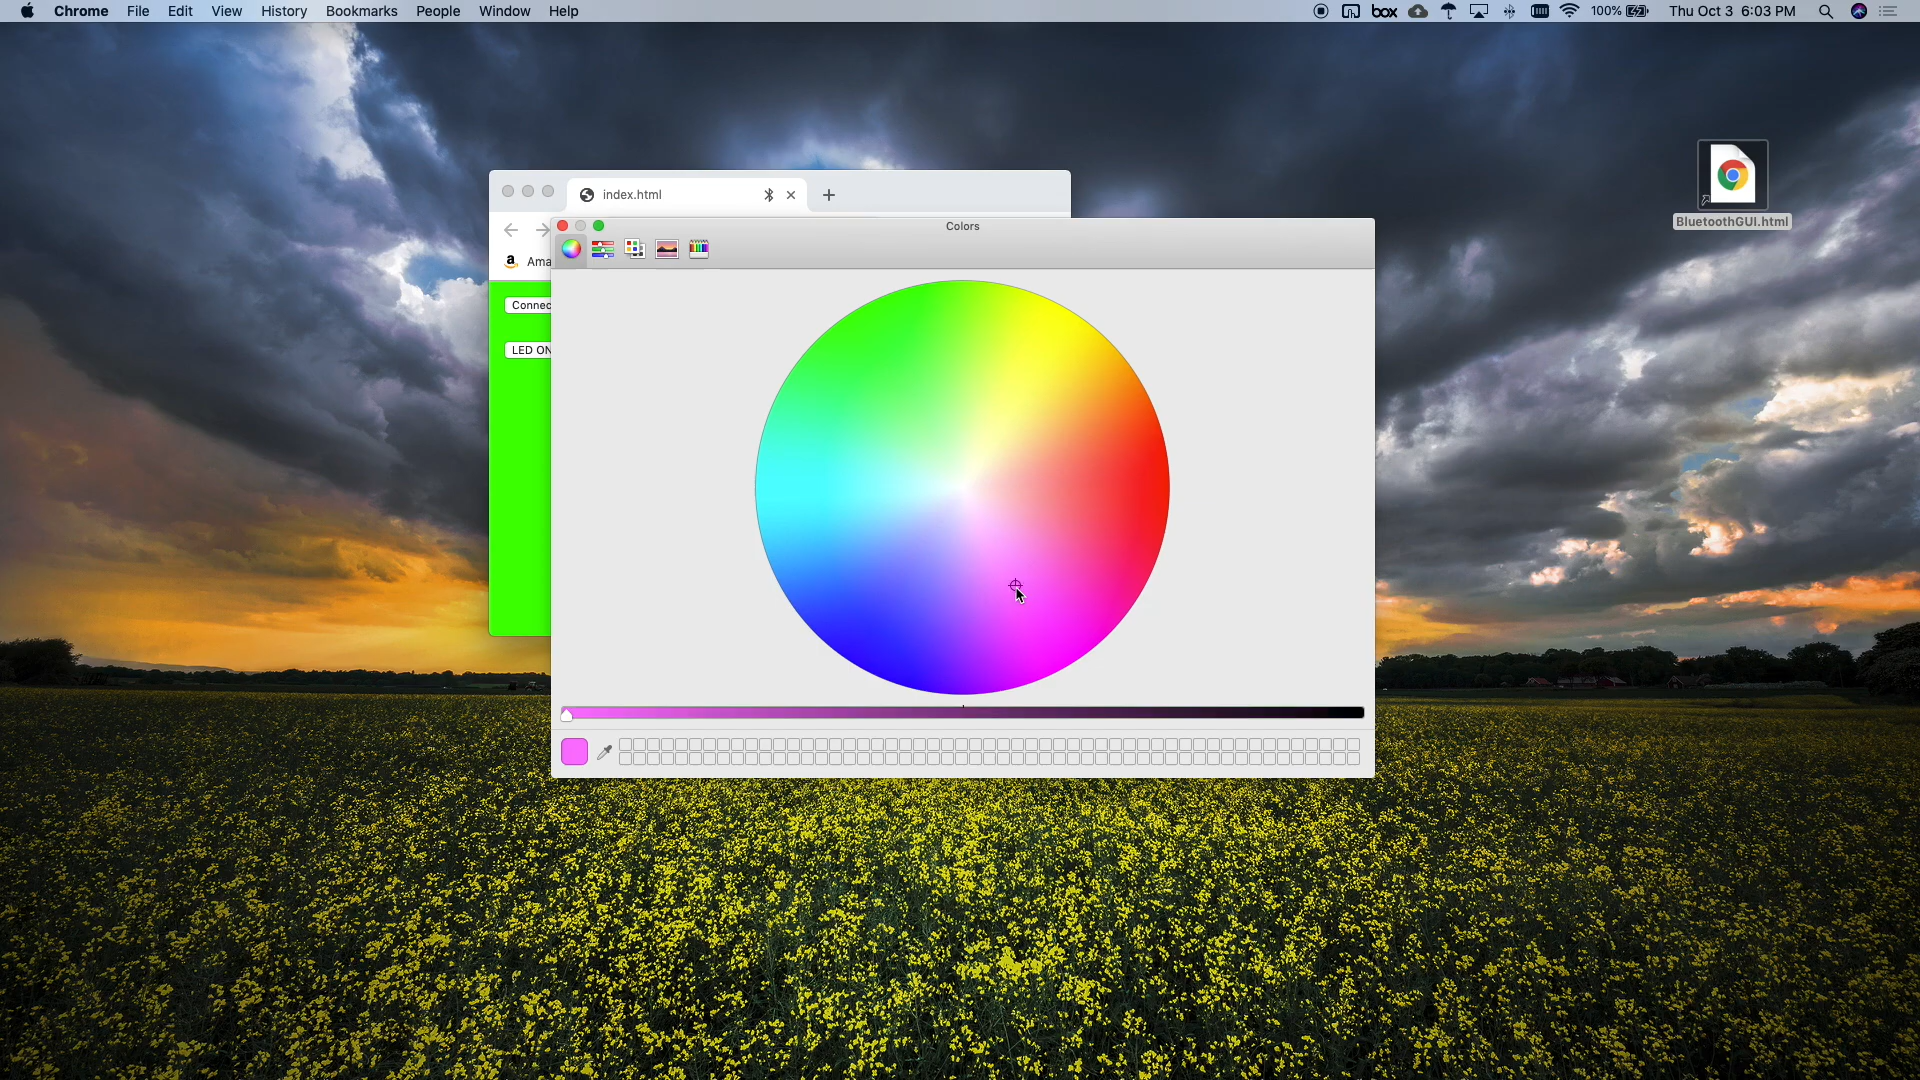 Chrome File Edit View History Bookmarks People Window Help
box 100% Thu Oct 3 6:03 PM
index.html
BluetoothGUI.html
Colors
a Ama
Connec
LED ON